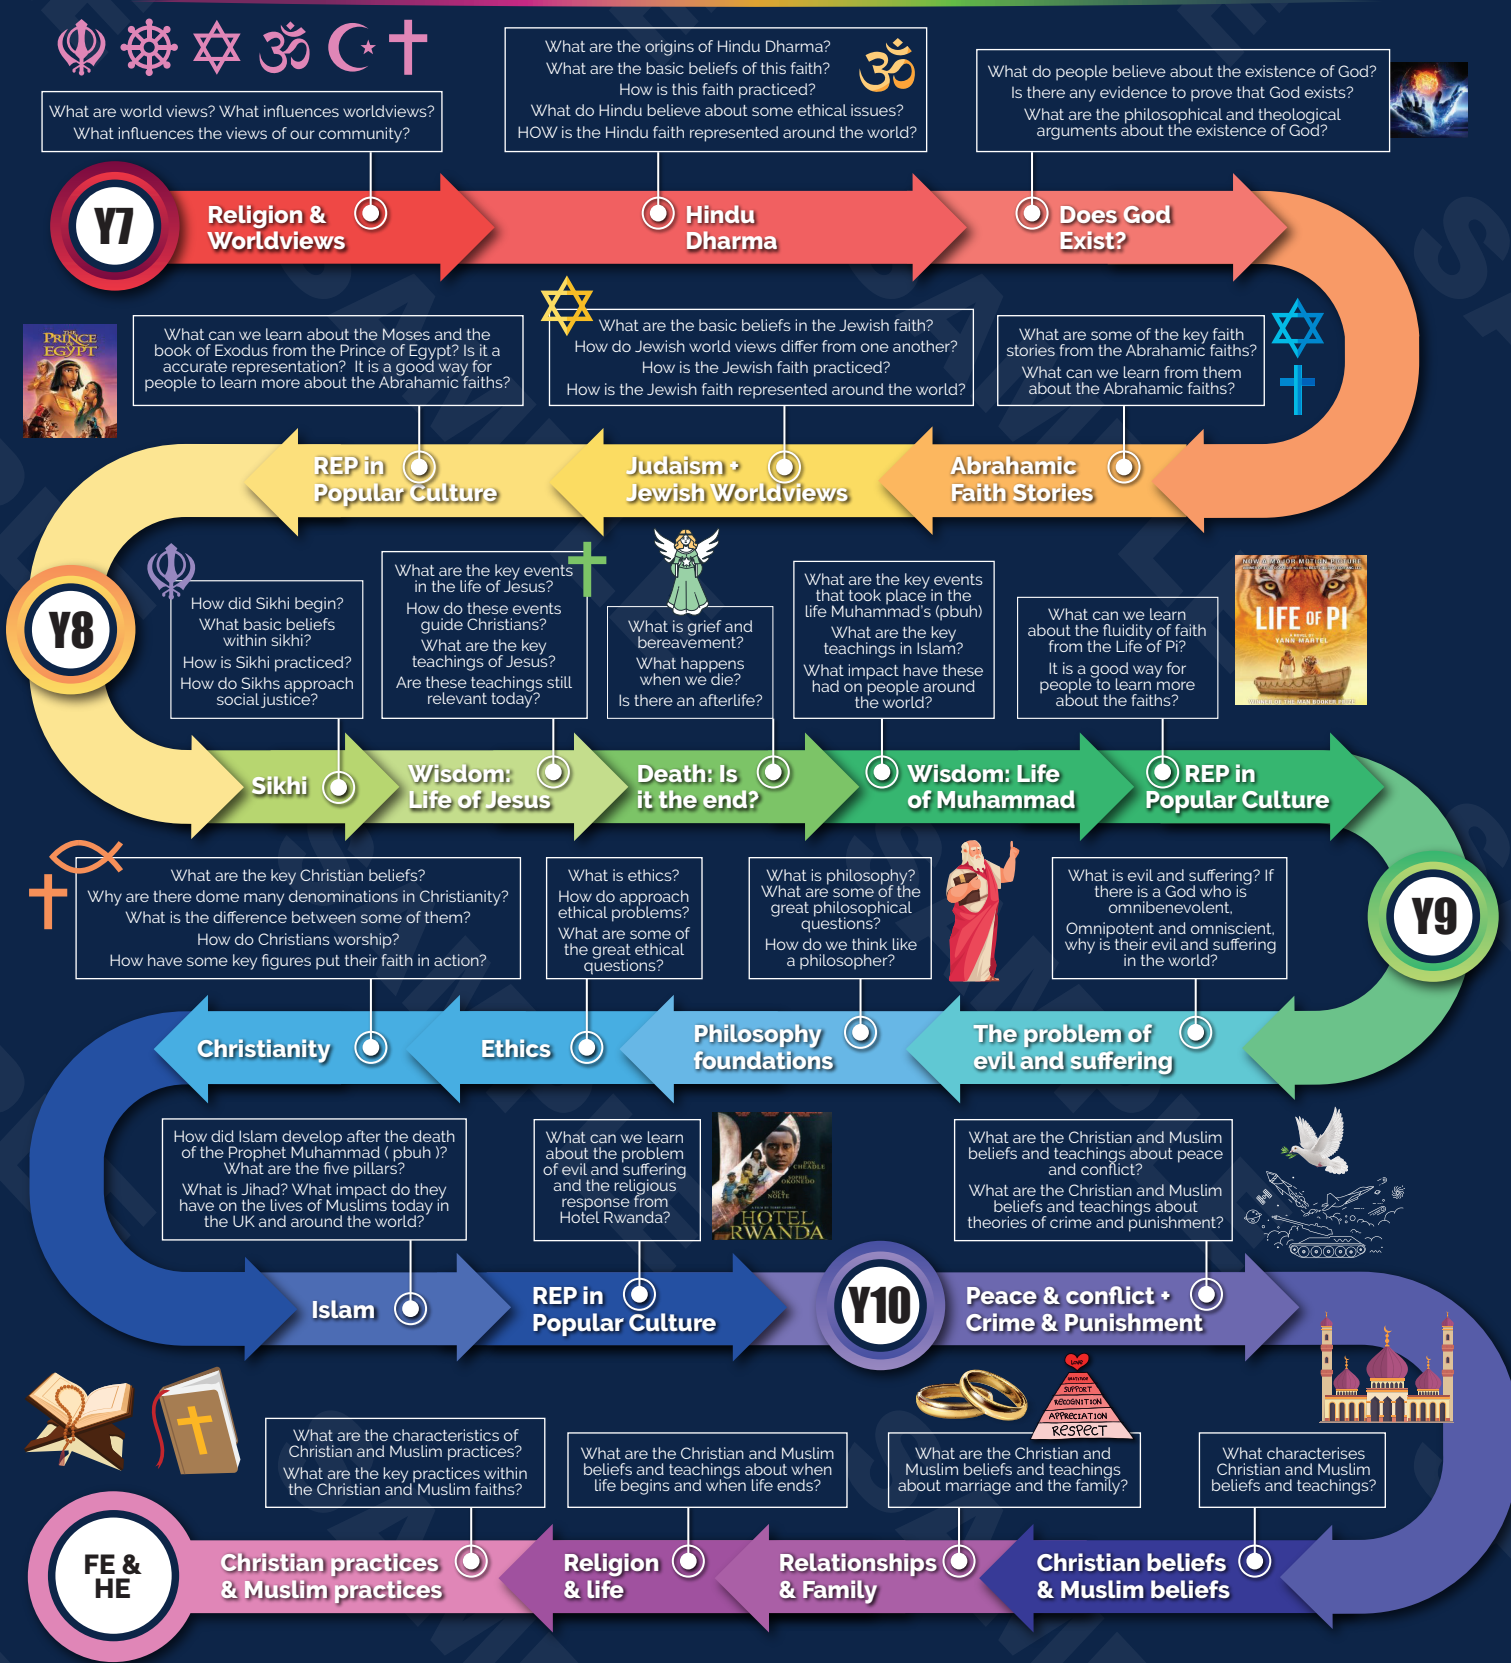 What are world views? What influences worldviews?
What influences the views of our community?
What are the origins of Hindu Dharma?
What are the basic beliefs of this faith?
How is this faith practiced?
What do Hindu believe about some ethical issues?
HOW is the Hindu faith represented around the world?
What do people believe about the existence of God?
Is there any evidence to prove that God exists?
What are the philosophical and theological
arguments about the existence of God?
Y7
Religion &
Worldviews
Hindu
Dharma
Does God
Exist?
THE
PRINCE
OF
EGYPT
What can we learn about the Moses and the
book of Exodus from the Prince of Egypt? Is it a
accurate representation? It is a good way for
people to learn more about the Abrahamic faiths?
What are the basic beliefs in the Jewish faith?
How do Jewish world views differ from one another?
How is the Jewish faith practiced?
How is the Jewish faith represented around the world?
What are some of the key faith
stories from the Abrahamic faiths?
What can we learn from them
about the Abrahamic faiths?
REP in
Popular Culture
Judaism +
Jewish Worldviews
Abrahamic
Faith Stories
Y8
How did Sikhi begin?
What basic beliefs
within sikhi?
How is Sikhi practiced?
How do Sikhs approach
social justice?
What are the key events
in the life of Jesus?
How do these events
guide Christians?
What are the key
teachings of Jesus?
Are these teachings still
relevant today?
What is grief and
bereavement?
What happens
when we die?
Is there an afterlife?
What are the key events
that took place in the
life Muhammad's (pbuh)
What are the key
teachings in Islam?
What impact have these
had on people around
the world?
What can we learn
about the fluidity of faith
from the Life of Pi?
It is a good way for
people to learn more
about the faiths?
NOW A MAJOR MOTION PICTURE
LIFE OF PI
A NOVEL BY
YANN MARTEL
WINNER OF THE MAN BOOKER PRIZE
Sikhi
Wisdom:
Life of Jesus
Death: Is
it the end?
Wisdom: Life
of Muhammad
REP in
Popular Culture
What are the key Christian beliefs?
Why are there dome many denominations in Christianity?
What is the difference between some of them?
How do Christians worship?
How have some key figures put their faith in action?
What is ethics?
How do approach
ethical problems?
What are some of
the great ethical
questions?
What is philosophy?
What are some of the
great philosophical
questions?
How do we think like
a philosopher?
What is evil and suffering? If
there is a God who is
omnibenevolent,
Omnipotent and omniscient,
why is their evil and suffering
in the world?
Y9
Christianity
Ethics
Philosophy
foundations
The problem of
evil and suffering
How did Islam develop after the death
of the Prophet Muhammad ( pbuh )?
What are the five pillars?
What is Jihad? What impact do they
have on the lives of Muslims today in
the UK and around the world?
What can we learn
about the problem
of evil and suffering
and the religious
response from
Hotel Rwanda?
DON
CHEADLE
SOPHIE
OKONEDO
NICK
NOLTE
HOTEL
RWANDA
What are the Christian and Muslim
beliefs and teachings about peace
and conflict?
What are the Christian and Muslim
beliefs and teachings about
theories of crime and punishment?
Islam
REP in
Popular Culture
Y10
Peace & conflict +
Crime & Punishment
LOVE
SUPPORT
RECOGNITION
APPRECIATION
RESPECT
What are the characteristics of
Christian and Muslim practices?
What are the key practices within
the Christian and Muslim faiths?
What are the Christian and Muslim
beliefs and teachings about when
life begins and when life ends?
What are the Christian and
Muslim beliefs and teachings
about marriage and the family?
What characterises
Christian and Muslim
beliefs and teachings?
FE &
HE
Christian practices
& Muslim practices
Religion
& life
Relationships
& Family
Christian beliefs
& Muslim beliefs
SAMPLE
SAMPLE
SAMPLE